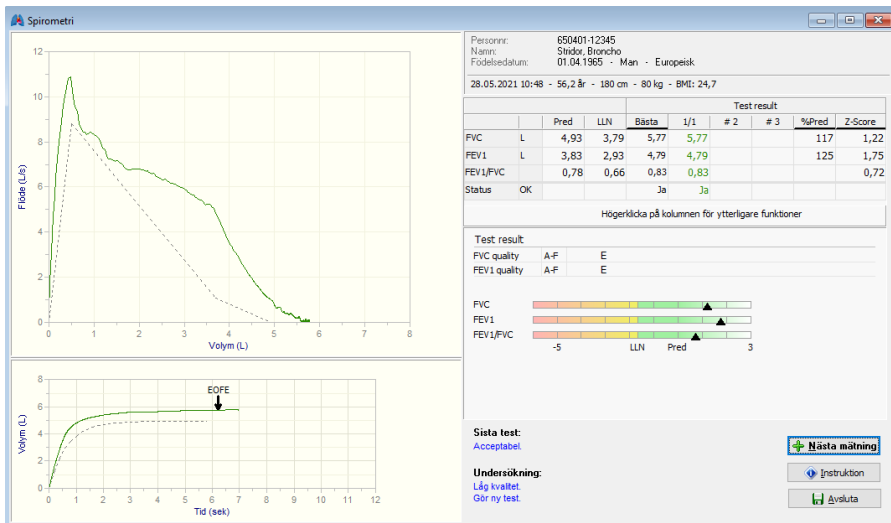 Spirometri
12
10
8
6
4
2
0
Flöde (L/s)
0 1 2 3 4 5 6 7 8
Volym (L)
8
6
4
2
0
Volym (L)
EOFE
0 1 2 3 4 5 6 7 8 9 10 11 12
Tid (sek)
Personnr: 650401-12345
Namn: Stridor, Broncho
Födelsedatum: 01.04.1965 - Man - Europeisk
28.05.2021 10:48 - 56,2 år - 180 cm - 80 kg - BMI: 24,7
Test result
Pred LLN Bästa 1/1 # 2 # 3 %Pred Z-Score
FVC L 4,93 3,79 5,77 5,77 117 1,22
FEV1 L 3,83 2,93 4,79 4,79 125 1,75
FEV1/FVC 0,78 0,66 0,83 0,83 0,72
Status OK Ja Ja
Högerklicka på kolumnen för ytterligare funktioner
Test result
FVC quality A-F E
FEV1 quality A-F E
FVC
FEV1
FEV1/FVC
-5 LLN Pred 3
Sista test:
Acceptabel.
Undersökning:
Låg kvalitet.
Gör ny test.
Nästa mätning
Instruktion
Avsluta